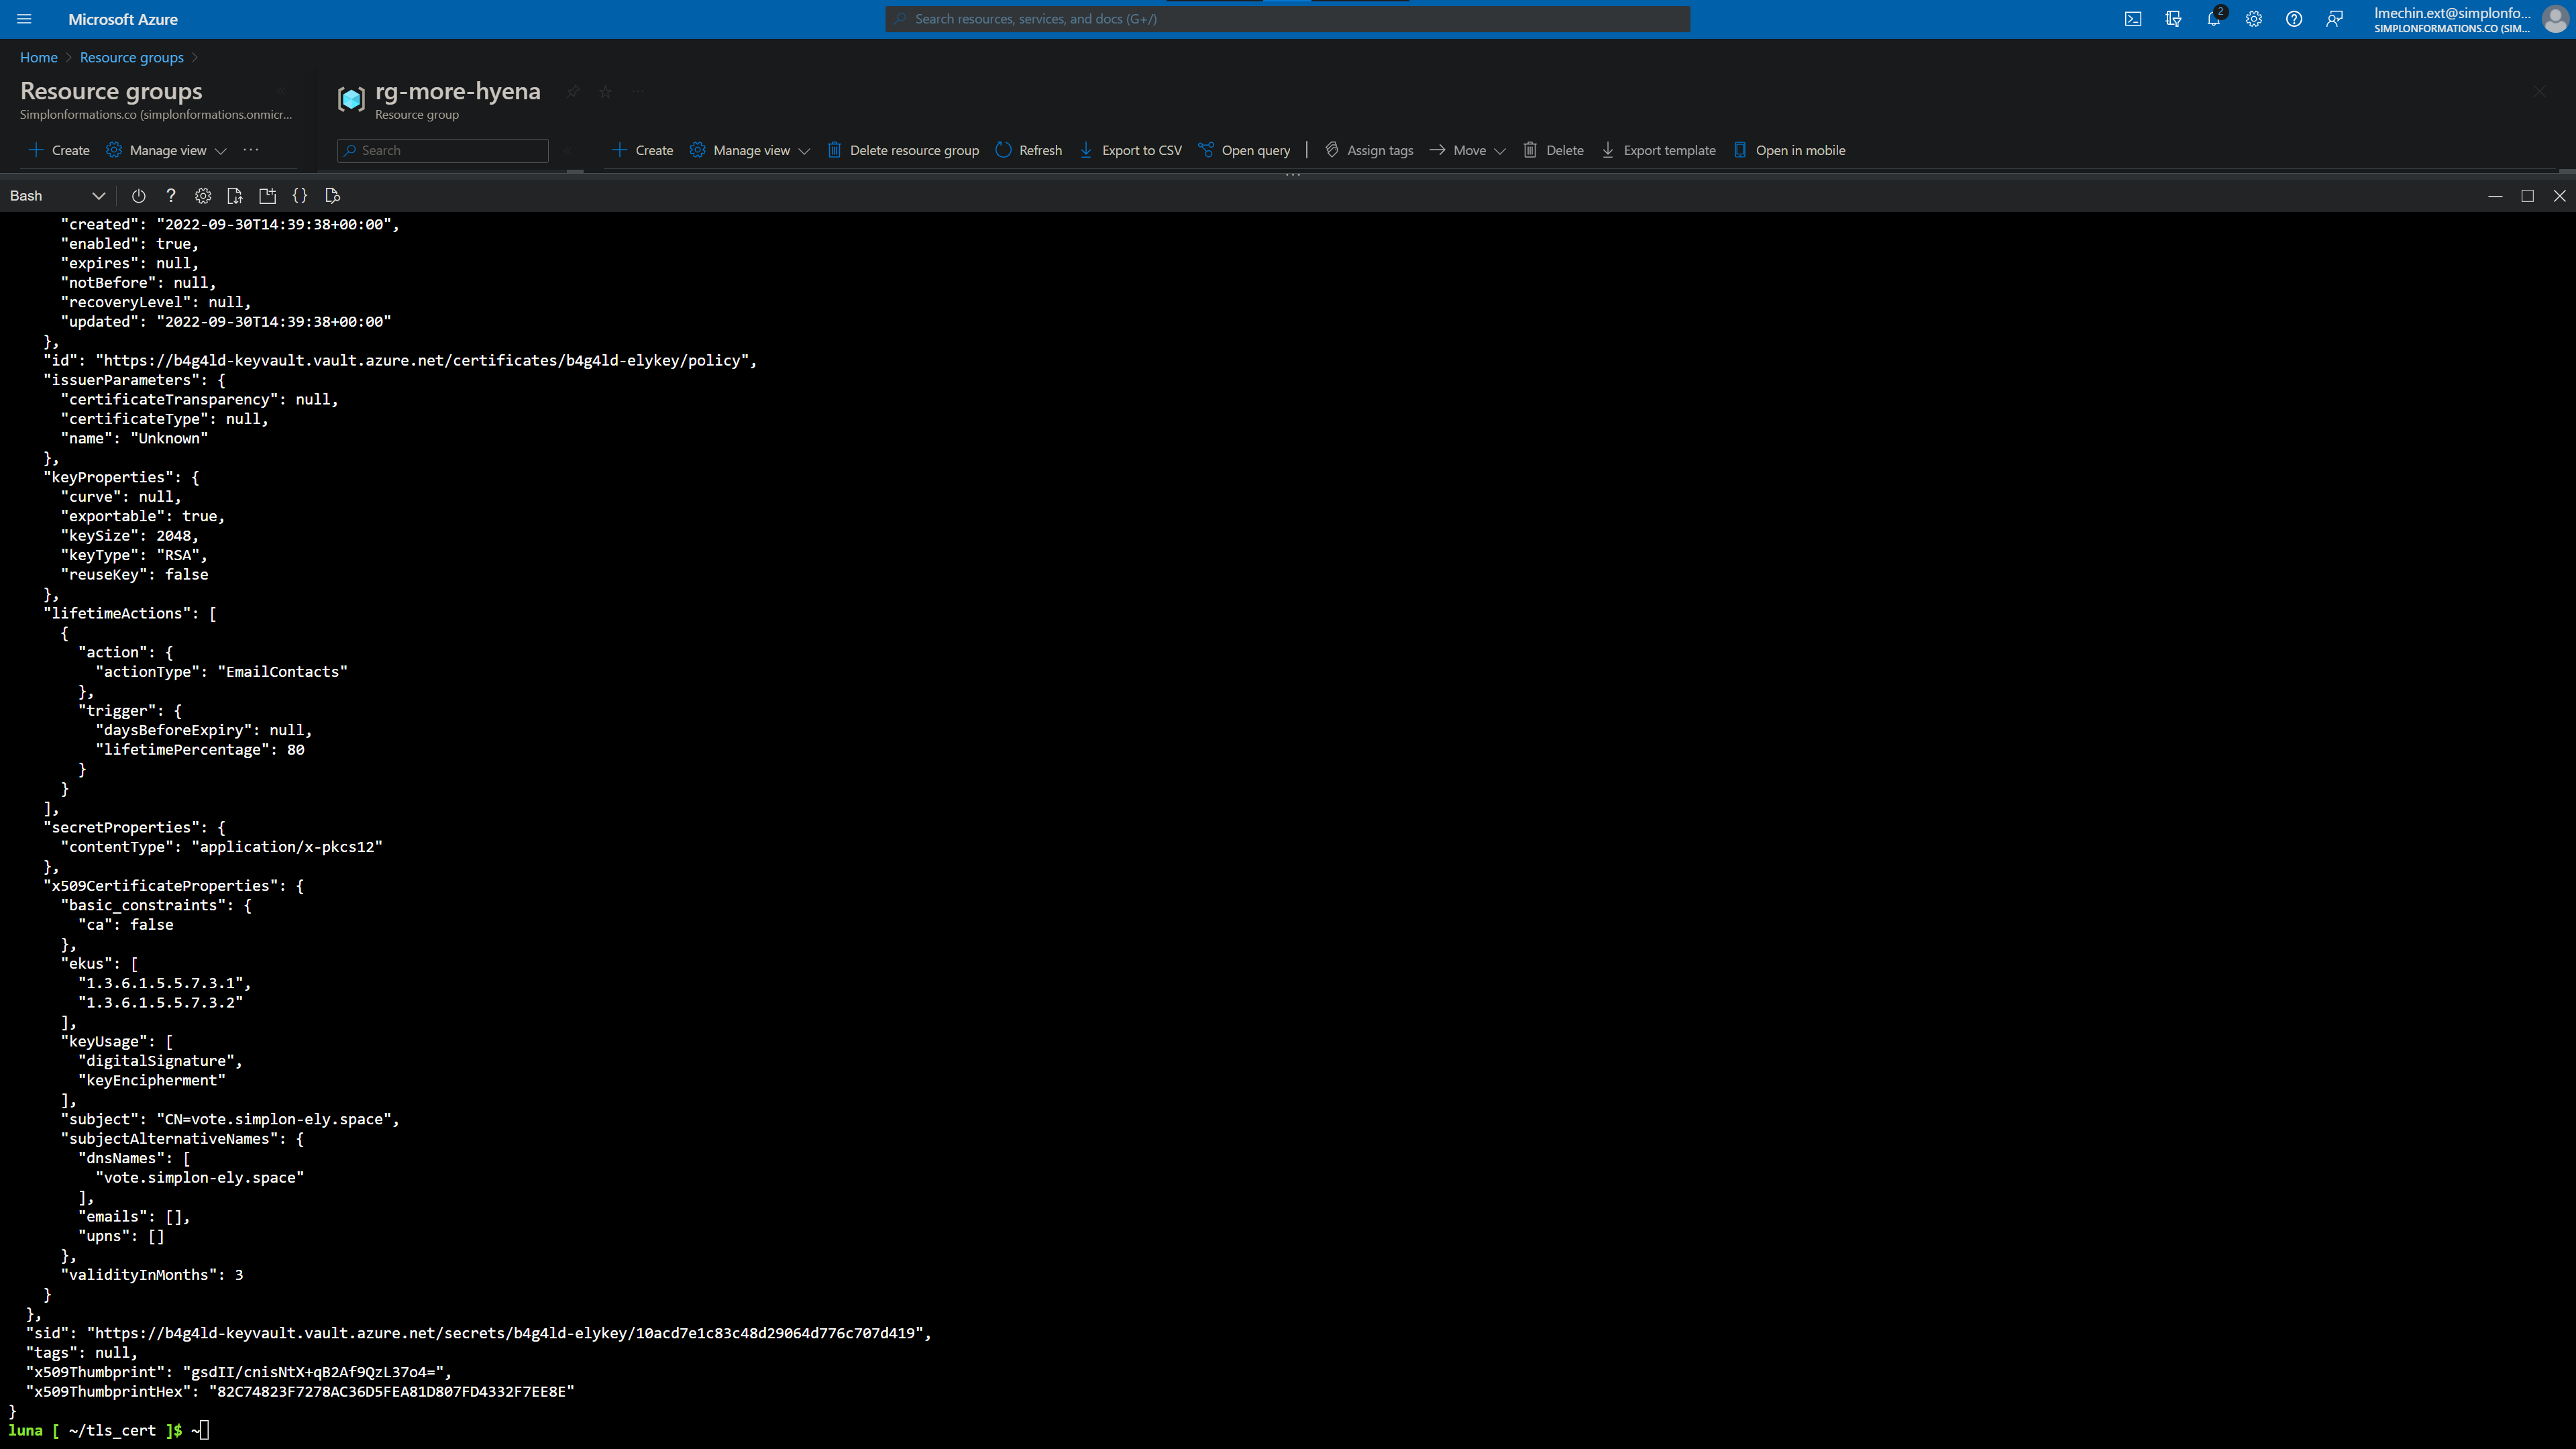 Microsoft Azure
Search resources, services, and docs (G+/)
2
lmechin.ext@simplonfo...
SIMPLONFORMATIONS.CO (SIM...
Home > Resource groups >
Resource groups
Simplonformations.co (simplonformations.onmicr...
Create Manage view ...
rg-more-hyena
Resource group
Search
Create Manage view Delete resource group Refresh Export to CSV Open query | Assign tags Move Delete Export template Open in mobile
Bash
"created": "2022-09-30T14:39:38+00:00",
"enabled": true,
"expires": null,
"notBefore": null,
"recoveryLevel": null,
"updated": "2022-09-30T14:39:38+00:00"
},
"id": "https://b4g4ld-keyvault.vault.azure.net/certificates/b4g4ld-elykey/policy",
"issuerParameters": {
"certificateTransparency": null,
"certificateType": null,
"name": "Unknown"
},
"keyProperties": {
"curve": null,
"exportable": true,
"keySize": 2048,
"keyType": "RSA",
"reuseKey": false
},
"lifetimeActions": [
{
"action": {
"actionType": "EmailContacts"
},
"trigger": {
"daysBeforeExpiry": null,
"lifetimePercentage": 80
}
}
],
"secretProperties": {
"contentType": "application/x-pkcs12"
},
"x509CertificateProperties": {
"basic_constraints": {
"ca": false
},
"ekus": [
"1.3.6.1.5.5.7.3.1",
"1.3.6.1.5.5.7.3.2"
],
"keyUsage": [
"digitalSignature",
"keyEncipherment"
],
"subject": "CN=vote.simplon-ely.space",
"subjectAlternativeNames": {
"dnsNames": [
"vote.simplon-ely.space"
],
"emails": [],
"upns": []
},
"validityInMonths": 3
}
},
"sid": "https://b4g4ld-keyvault.vault.azure.net/secrets/b4g4ld-elykey/10acd7e1c83c48d29064d776c707d419",
"tags": null,
"x509Thumbprint": "gsdII/cnisNtX+qB2Af9QzL37o4=",
"x509ThumbprintHex": "82C74823F7278AC36D5FEA81D807FD4332F7EE8E"
}
luna [ ~/tls_cert ]$ ~